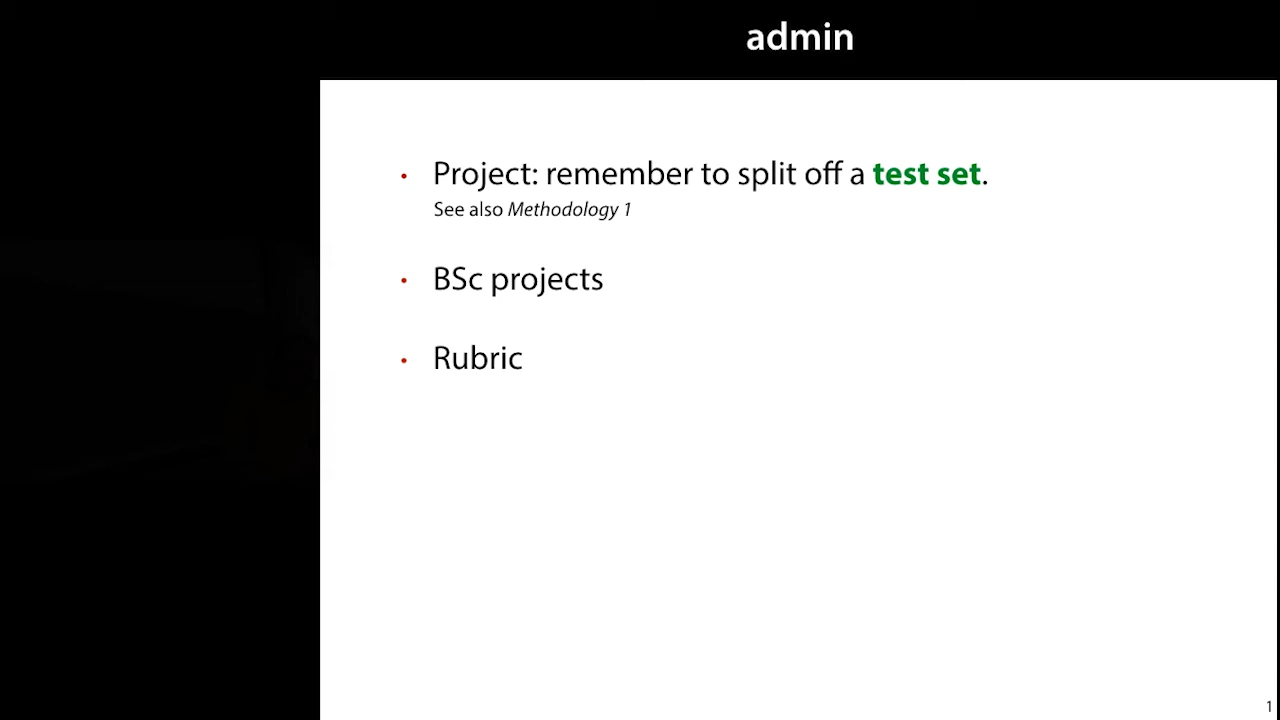 admin
• Project: remember to split off a test set.
See also Methodology 1
• BSc projects
• Rubric
1